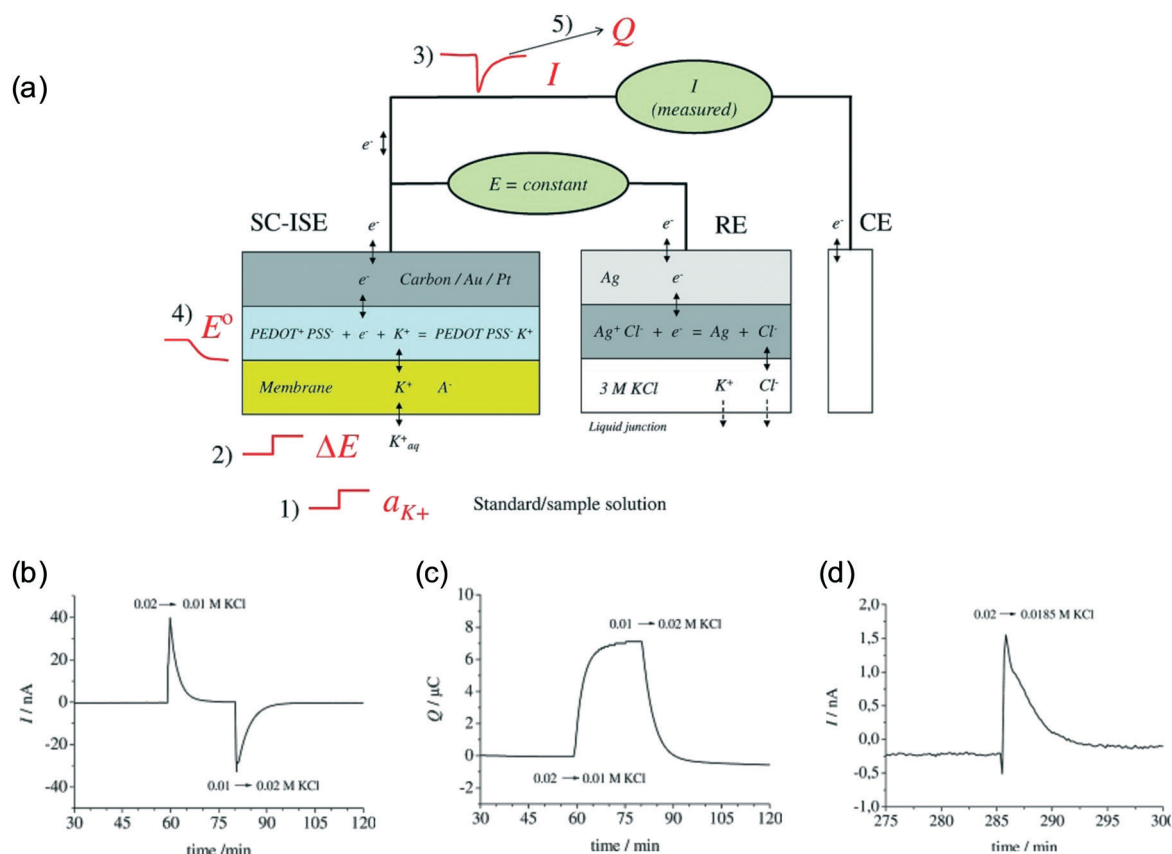 (a)
5)
Q
3)
I
I
(measured)
e-
E = constant
SC-ISE
RE
CE
e-
e-
e-
Carbon / Au / Pt
Ag
e-
e-
4)
E°
PEDOT+ PSS- + e- + K+ = PEDOT PSS- K+
Ag+ Cl- + e- = Ag + Cl-
Membrane
K+
A-
3 M KCl
K+
Cl-
Liquid junction
K+aq
2)
ΔE
1)
aK+
Standard/sample solution
(b)
0.02 → 0.01 M KCl
40
20
0
-20
-40
I / nA
0.01 → 0.02 M KCl
30
45
60
75
90
105
120
time /min
(c)
10
8
6
4
2
0
-2
Q / μC
0.01 → 0.02 M KCl
0.02 → 0.01 M KCl
30
45
60
75
90
105
120
time / min
(d)
2,0
1,5
1,0
0,5
0,0
-0,5
-1,0
I / nA
0.02 → 0.0185 M KCl
275
280
285
290
295
300
time / min